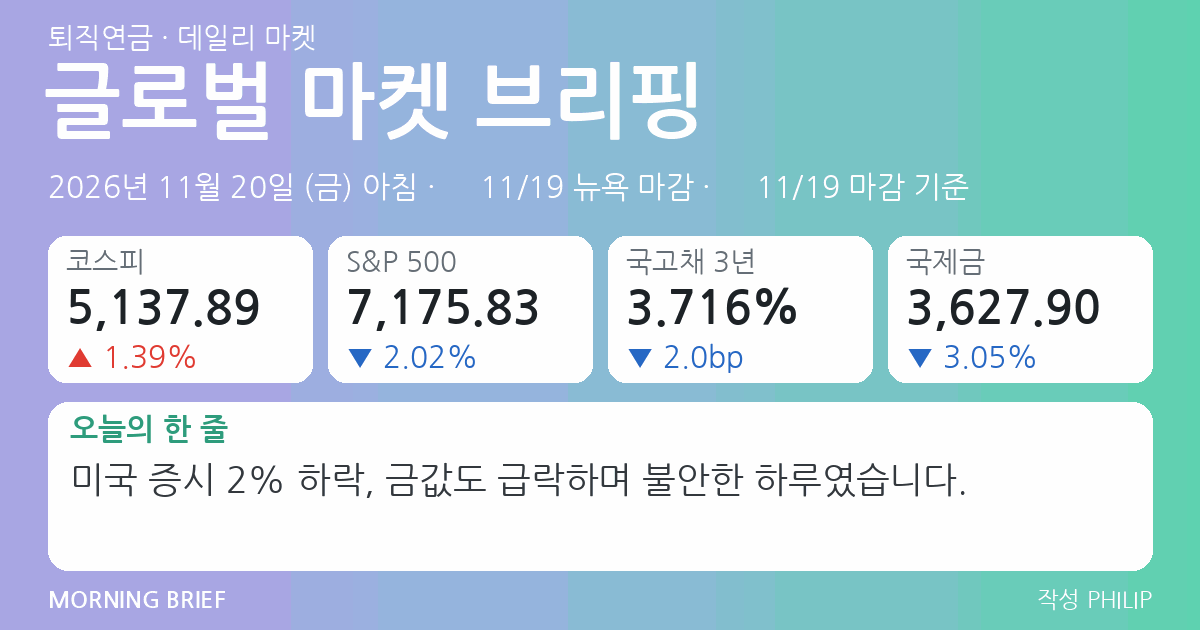 퇴직연금 · 데일리 마켓
글로벌 마켓 브리핑
2026년 11월 20일 (금) 아침 · 11/19 뉴욕 마감 · 11/19 마감 기준
코스피
5,137.89
▲ 1.39%
S&P 500
7,175.83
▼ 2.02%
국고채 3년
3.716%
▼ 2.0bp
국제금
3,627.90
▼ 3.05%
오늘의 한 줄
미국 증시 2% 하락, 금값도 급락하며 불안한 하루였습니다.
MORNING BRIEF
작성 PHILIP